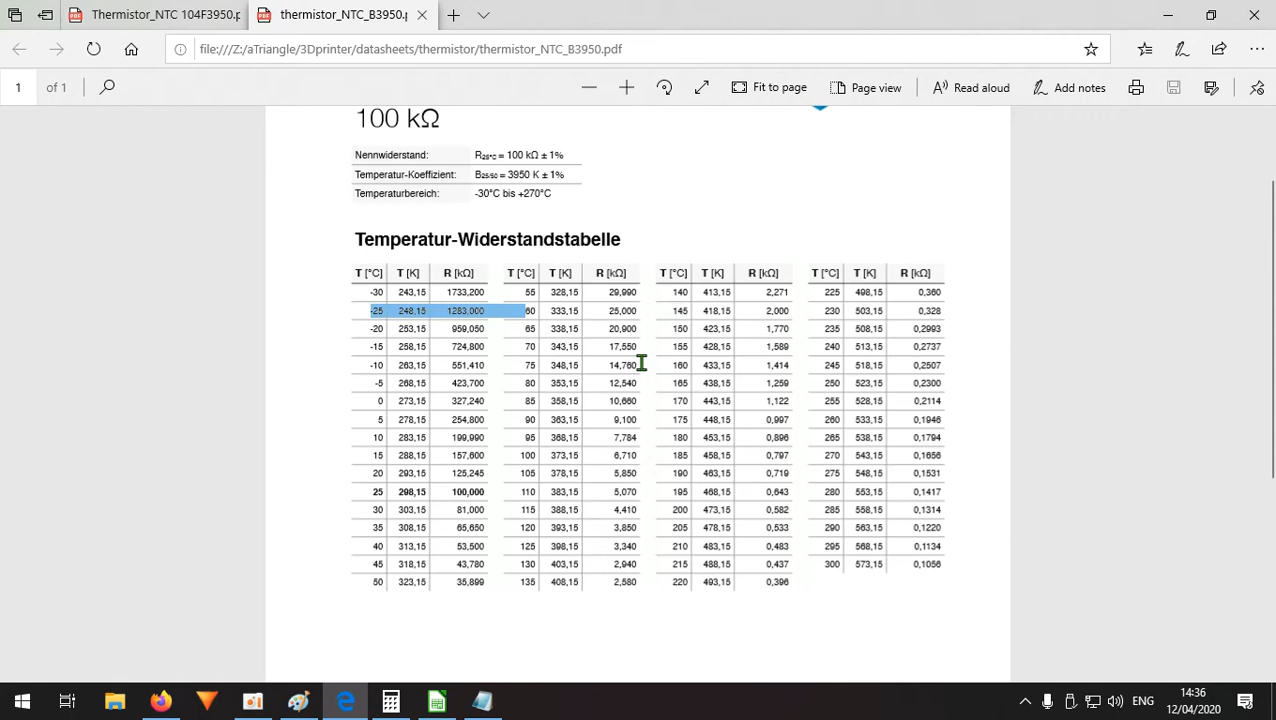 Thermistor_NTC 104F3950.p
thermistor_NTC_B3950.p
file:///Z:/aTriangle/3Dprinter/datasheets/thermistor/thermistor_NTC_B3950.pdf
1 of 1 Fit to page Page view Read aloud Add notes
100 kΩ
Nennwiderstand: R25°C = 100 kΩ ± 1%
Temperatur-Koeffizient: B25/50 = 3950 K ± 1%
Temperaturbereich: -30°C bis +270°C
Temperatur-Widerstandstabelle
T [°C] T [K] R [kΩ] T [°C] T [K] R [kΩ] T [°C] T [K] R [kΩ] T [°C] T [K] R [kΩ]
-30 243,15 1733,200 55 328,15 29,990 140 413,15 2,271 225 498,15 0,360
-25 248,15 1283,000 60 333,15 25,000 145 418,15 2,000 230 503,15 0,328
-20 253,15 959,050 65 338,15 20,900 150 423,15 1,770 235 508,15 0,2993
-15 258,15 724,800 70 343,15 17,550 155 428,15 1,589 240 513,15 0,2737
-10 263,15 551,410 75 348,15 14,760 160 433,15 1,414 245 518,15 0,2507
-5 268,15 423,700 80 353,15 12,540 165 438,15 1,259 250 523,15 0,2300
0 273,15 327,240 85 358,15 10,660 170 443,15 1,122 255 528,15 0,2114
5 278,15 254,800 90 363,15 9,100 175 448,15 0,997 260 533,15 0,1946
10 283,15 199,990 95 368,15 7,784 180 453,15 0,896 265 538,15 0,1794
15 288,15 157,600 100 373,15 6,710 185 458,15 0,797 270 543,15 0,1656
20 293,15 125,245 105 378,15 5,850 190 463,15 0,719 275 548,15 0,1531
25 298,15 100,000 110 383,15 5,070 195 468,15 0,643 280 553,15 0,1417
30 303,15 81,000 115 388,15 4,410 200 473,15 0,582 285 558,15 0,1314
35 308,15 65,650 120 393,15 3,850 205 478,15 0,533 290 563,15 0,1220
40 313,15 53,500 125 398,15 3,340 210 483,15 0,483 295 568,15 0,1134
45 318,15 43,780 130 403,15 2,940 215 488,15 0,437 300 573,15 0,1056
50 323,15 35,899 135 408,15 2,580 220 493,15 0,396
ENG
14:36
12/04/2020